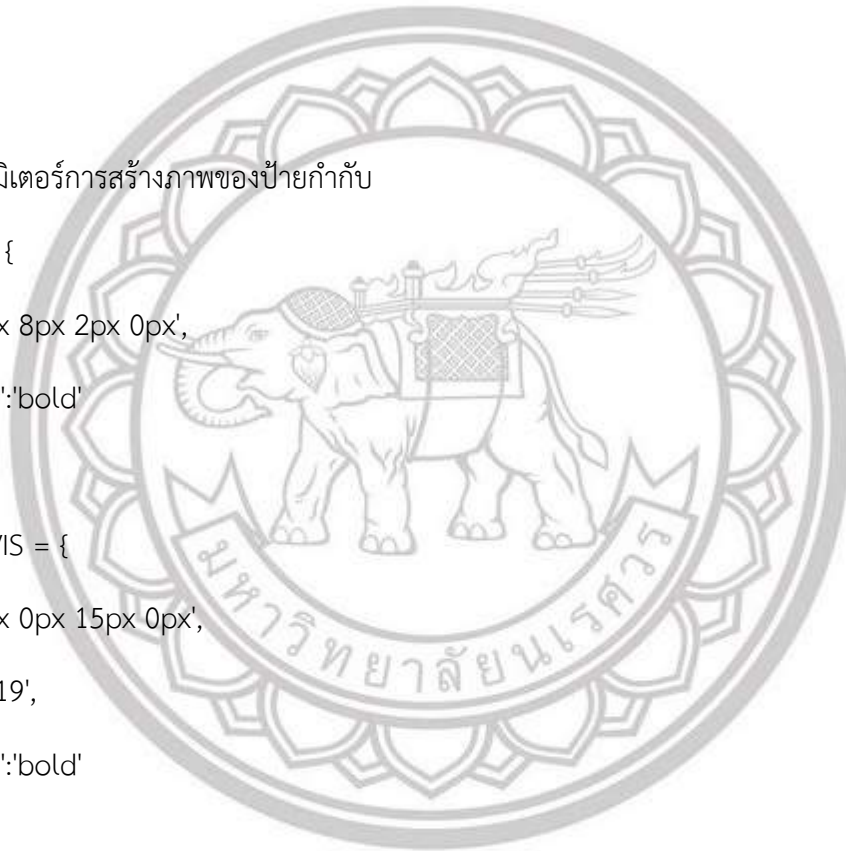 มิเตอร์การสร้างภาพของป้ายกำกับ
{
x 8px 2px 0px',
':'bold'
/IS = {
x 0px 15px 0px',
19',
':'bold'
มหาวิทยาลัยนเรศวร